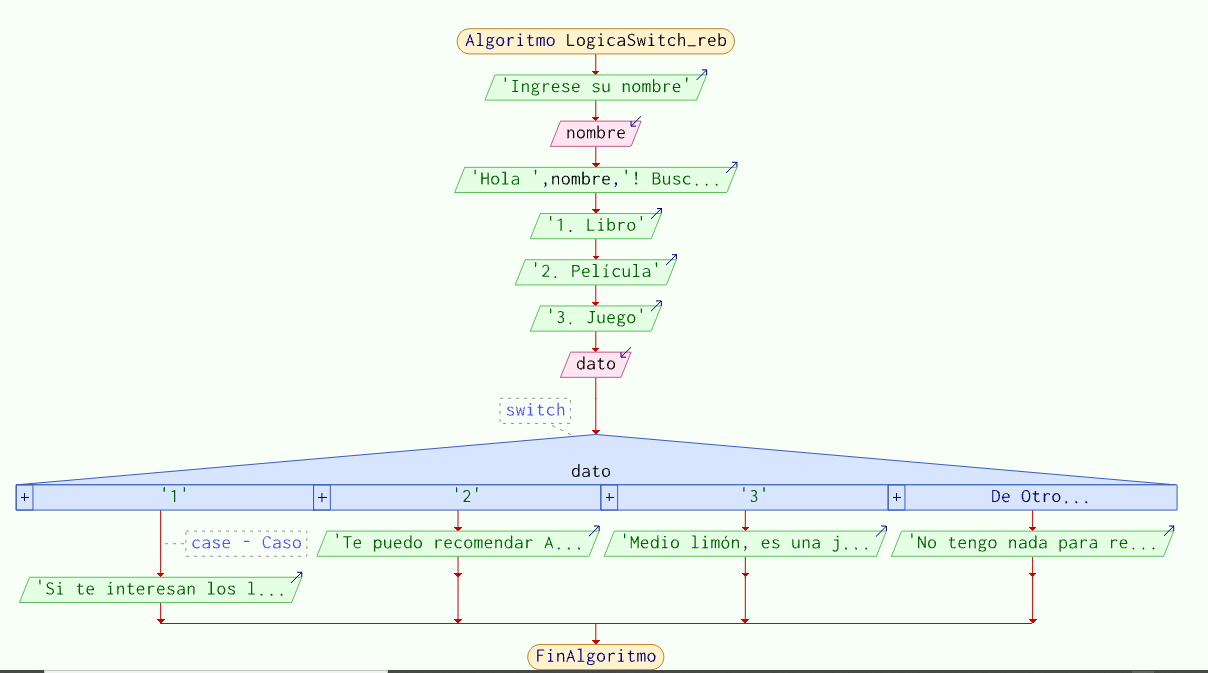 Algoritmo LogicaSwitch_reb
'Ingrese su nombre'
nombre
'Hola ',nombre,'! Busc...
'1. Libro'
'2. Película'
'3. Juego'
dato
switch
dato
+ '1' + '2' + '3' + De Otro...
case - Caso
'Te puedo recomendar A...
'Medio limón, es una j...
'No tengo nada para re...
'Si te interesan los l...
FinAlgoritmo